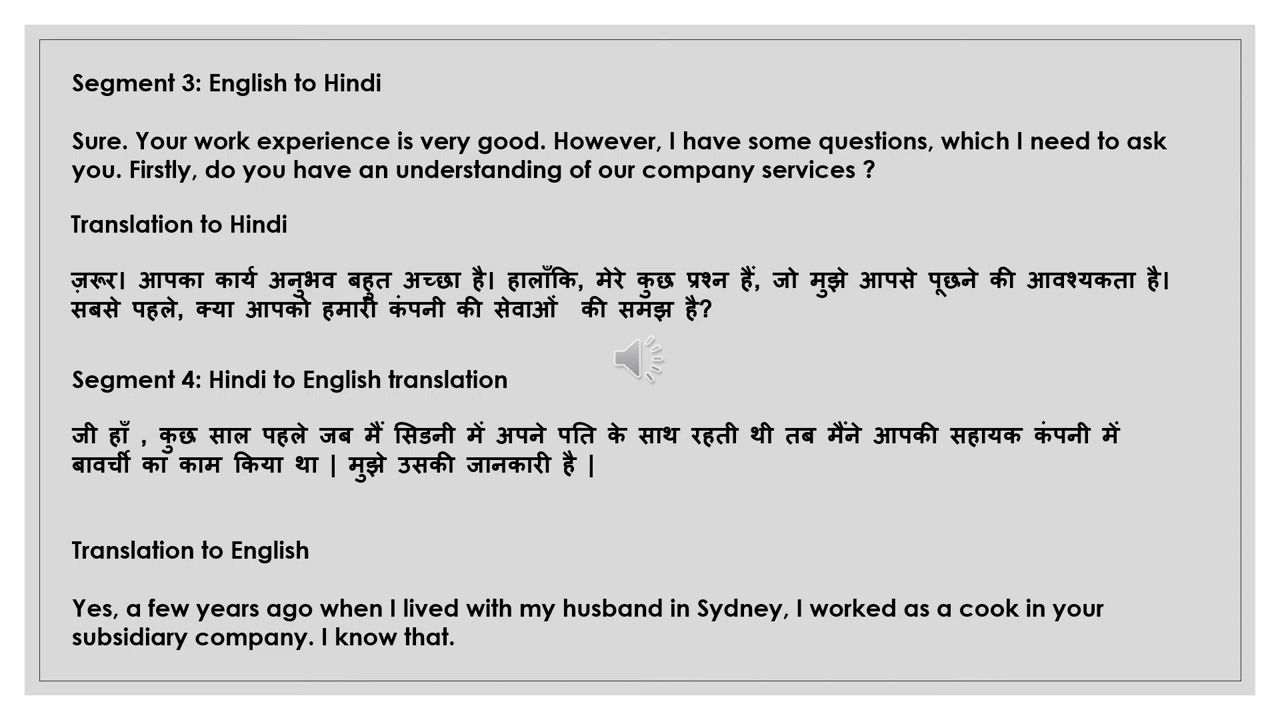 Segment 3: English to Hindi
Sure. Your work experience is very good. However, I have some questions, which I need to ask
you. Firstly, do you have an understanding of our company services ?
Translation to Hindi
ज़रूर। आपका कार्य अनुभव बहुत अच्छा है। हालाँकि, मेरे कुछ प्रश्न हैं, जो मुझे आपसे पूछने की आवश्यकता है।
सबसे पहले, क्या आपको हमारी कंपनी की सेवाओं की समझ है?
Segment 4: Hindi to English translation
जी हाँ , कुछ साल पहले जब मैं सिडनी में अपने पति के साथ रहती थी तब मैंने आपकी सहायक कंपनी में
बावर्ची का काम किया था | मुझे उसकी जानकारी है |
Translation to English
Yes, a few years ago when I lived with my husband in Sydney, I worked as a cook in your
subsidiary company. I know that.